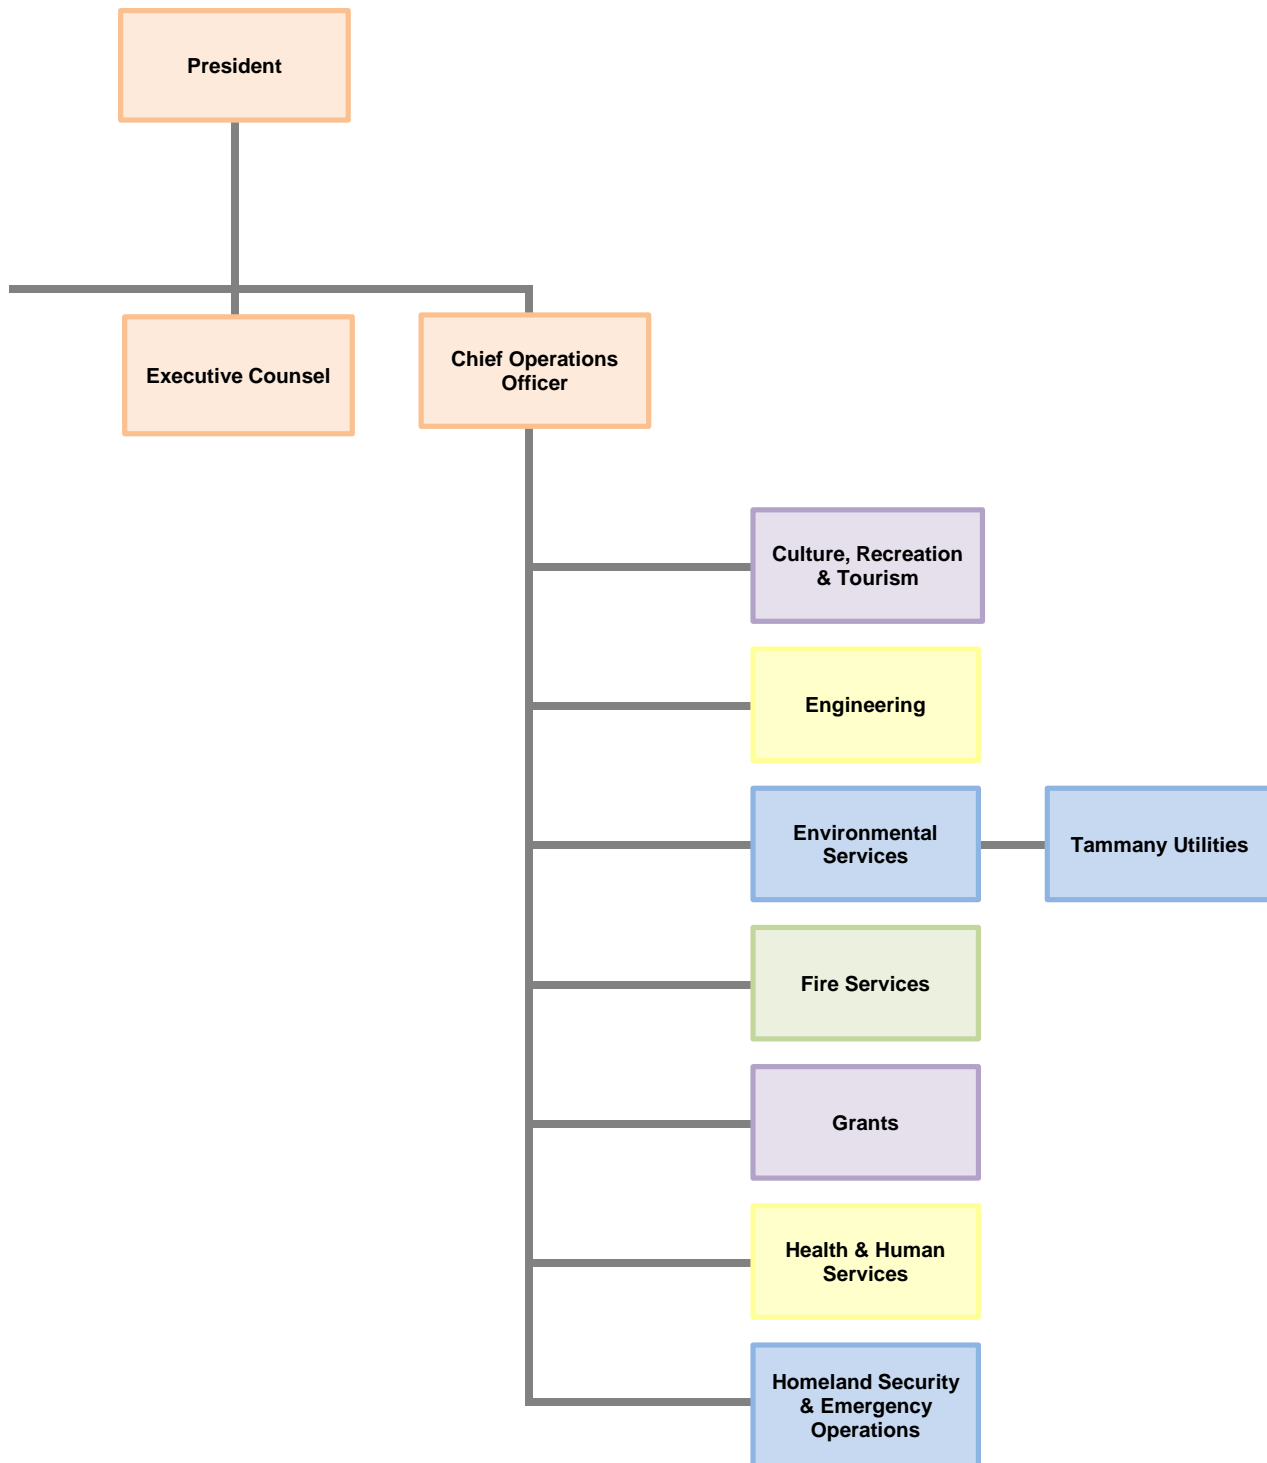 President
Executive Counsel
Chief Operations
Officer
Culture, Recreation
& Tourism
Engineering
Environmental
Services
Tammany Utilities
Fire Services
Grants
Health & Human
Services
Homeland Security
& Emergency
Operations